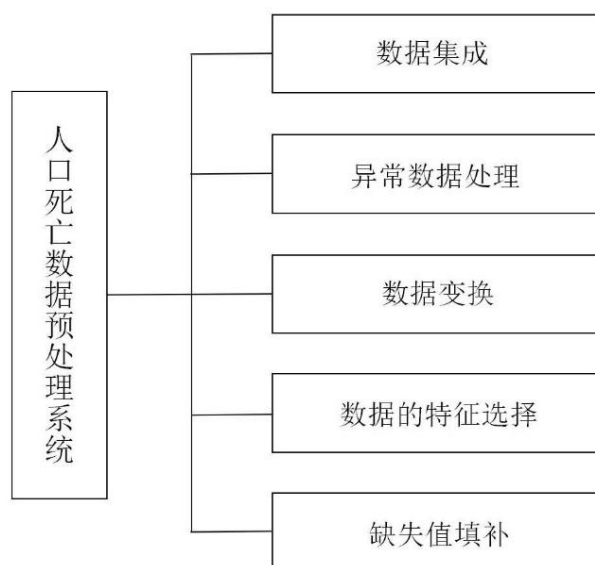 人口死亡数据预处理系统
数据集成
异常数据处理
数据变换
数据的特征选择
缺失值填补